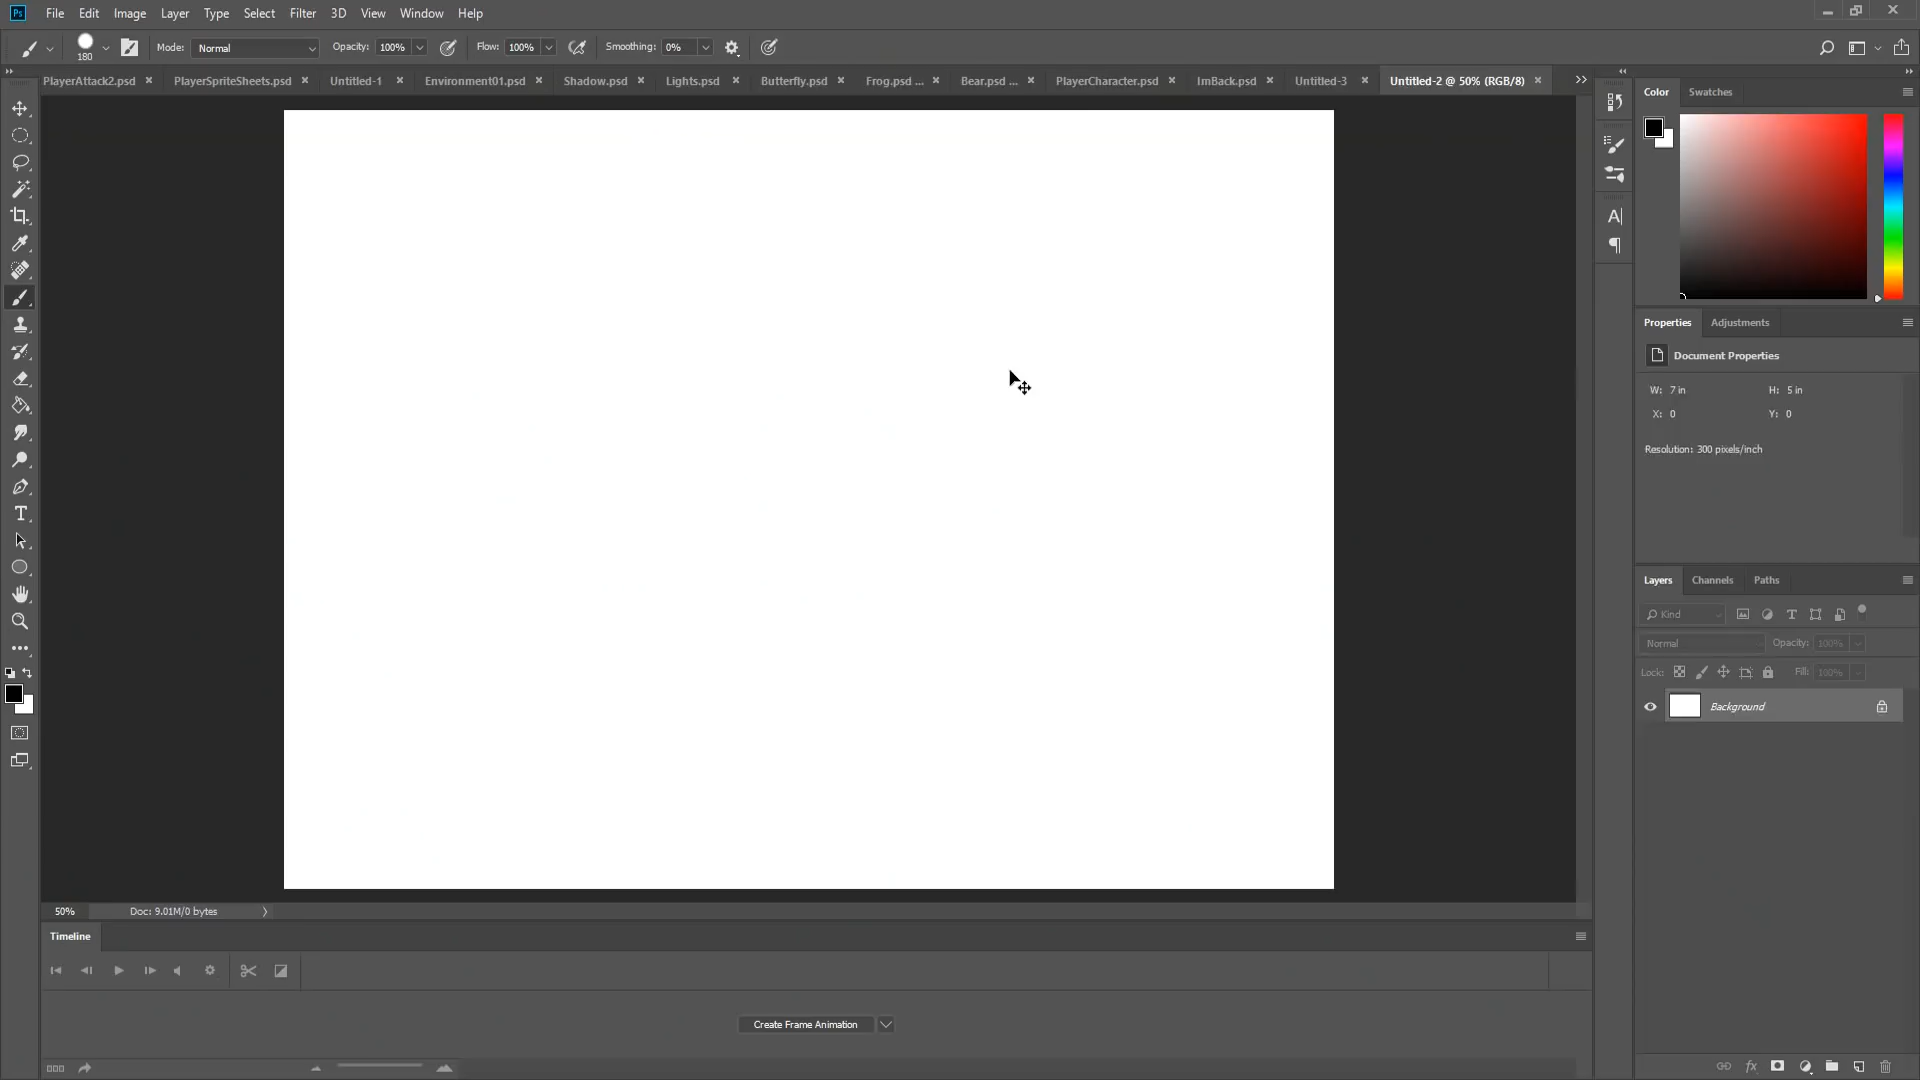 Ps File Edit Image Layer Type Select Filter 3D View Window Help
180 Mode: Normal Opacity: 100% Flow: 100% Smoothing: 0%
PlayerAttack2.psd PlayerSpriteSheets.psd Untitled-1 Environment01.psd Shadow.psd Lights.psd Butterfly.psd Frog.psd ... Bear.psd ... PlayerCharacter.psd ImBack.psd Untitled-3 Untitled-2 @ 50% (RGB/8)
Color Swatches
Properties Adjustments
Document Properties
W: 7 in H: 5 in
X: 0 Y: 0
Resolution: 300 pixels/inch
Layers Channels Paths
Kind
Normal Opacity: 100%
Lock: Fill: 100%
Background
50% Doc: 9.01M/0 bytes
Timeline
Create Frame Animation